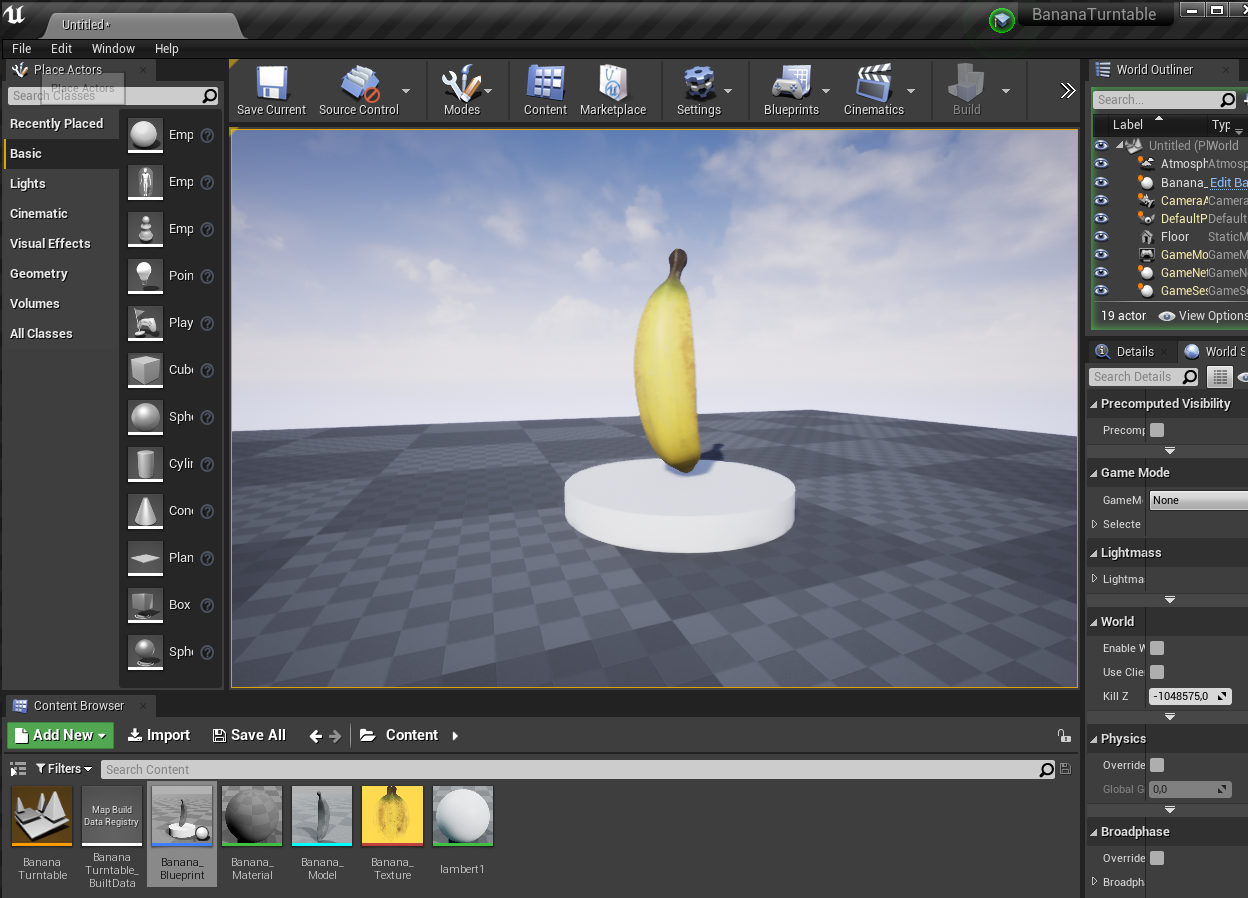 Untitled*
BananaTurntable
File Edit Window Help
Place Actors
Place Actors
Search Classes
Recently Placed
Basic
Lights
Cinematic
Visual Effects
Geometry
Volumes
All Classes
Emp
Emp
Emp
Poin
Play
Cub
Sphe
Cylin
Con
Plan
Box
Sphe
Save Current
Source Control
Modes
Content
Marketplace
Settings
Blueprints
Cinematics
Build
World Outliner
Search...
Label Typ
Untitled (Pl World
Atmosph Atmosp
Banana_ Edit Ba
CameraA Camera
DefaultP Default
Floor StaticM
GameMo GameM
GameNet GameNe
GameSes GameSe
19 actor View Options
Details World S
Search Details
Precomputed Visibility
Precomp
Game Mode
GameM None
Selecte
Lightmass
Lightma
World
Enable W
Use Clie
Kill Z -1048575,0
Physics
Override
Global G 0,0
Broadphase
Override
Broadph
Content Browser
Add New Import Save All Content
Filters Search Content
Map Build
Data Registry
Banana
Turntable
Banana
Turntable_
BuiltData
Banana_
Blueprint
Banana_
Material
Banana_
Model
Banana_
Texture
lambert1